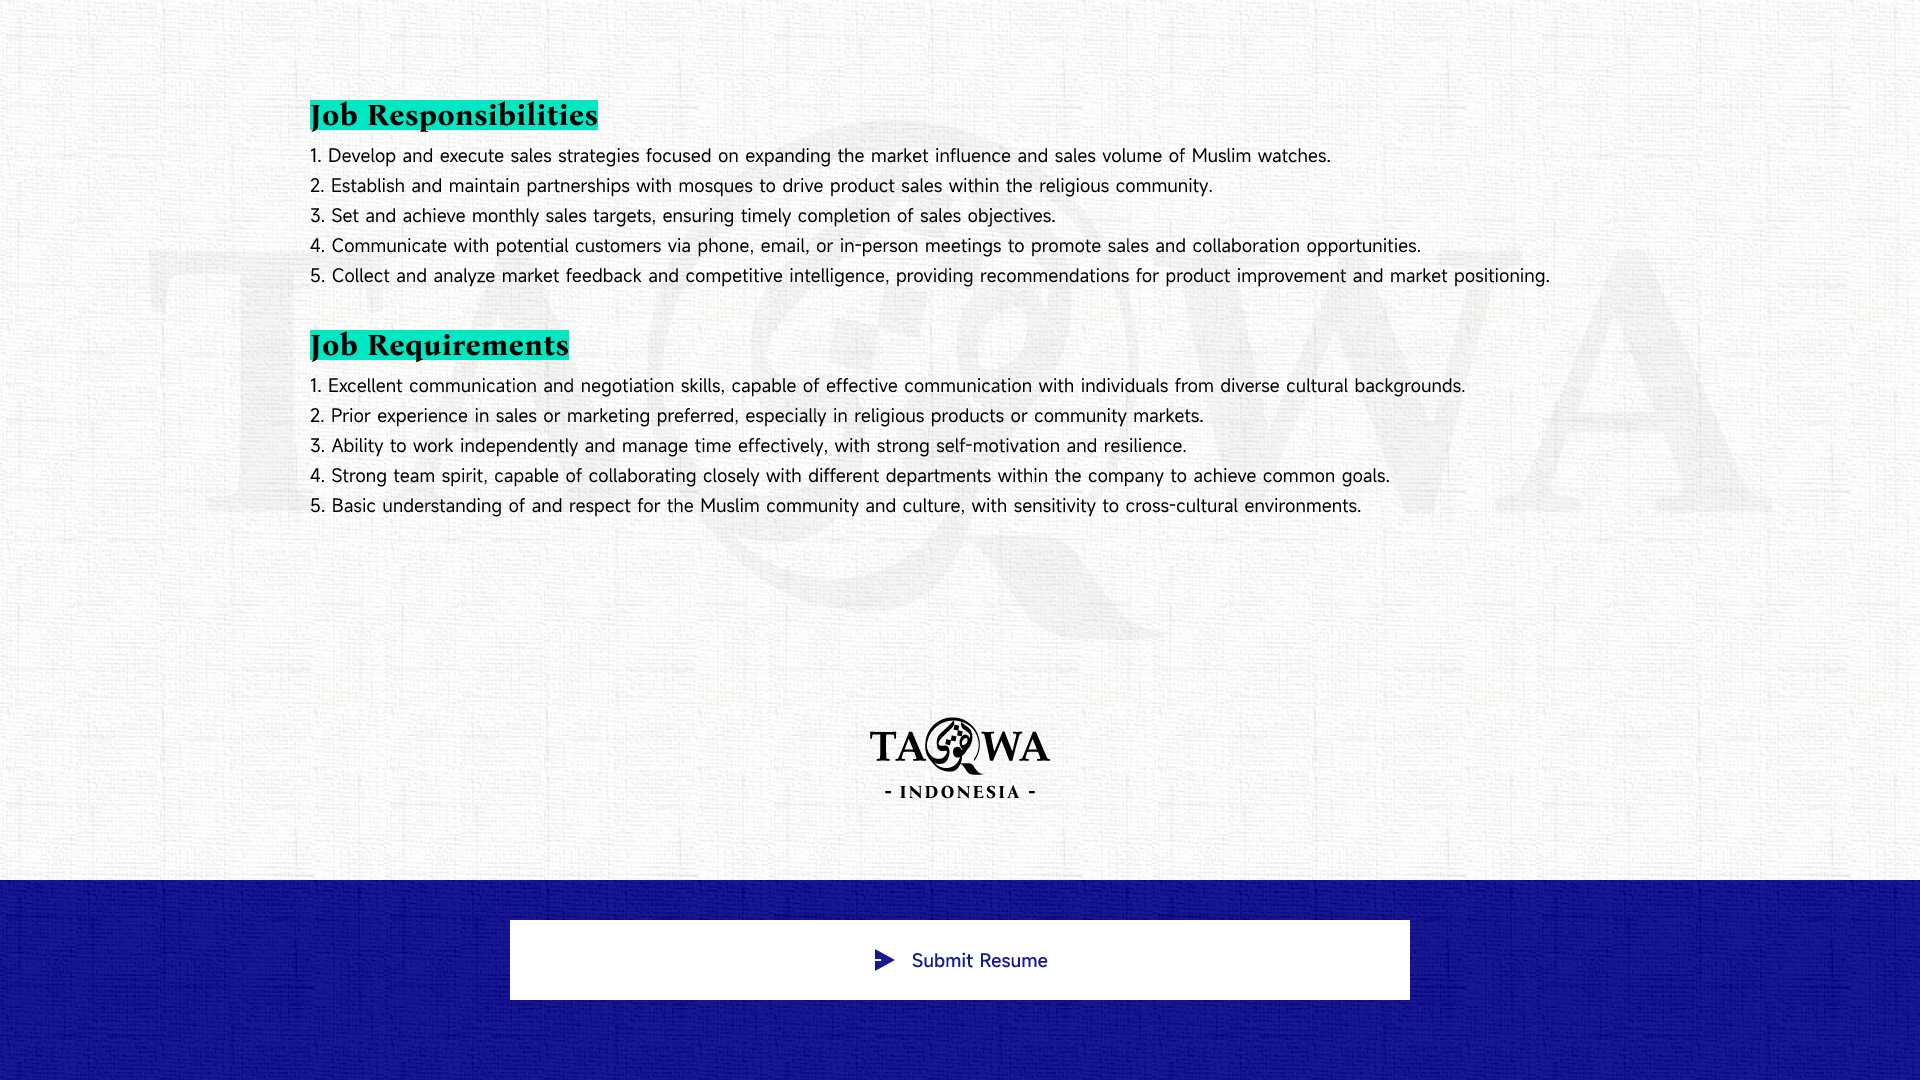 Job Responsibilities
1. Develop and execute sales strategies focused on expanding the market influence and sales volume of Muslim watches.
2. Establish and maintain partnerships with mosques to drive product sales within the religious community.
3. Set and achieve monthly sales targets, ensuring timely completion of sales objectives.
4. Communicate with potential customers via phone, email, or in-person meetings to promote sales and collaboration opportunities.
5. Collect and analyze market feedback and competitive intelligence, providing recommendations for product improvement and market positioning.
Job Requirements
1. Excellent communication and negotiation skills, capable of effective communication with individuals from diverse cultural backgrounds.
2. Prior experience in sales or marketing preferred, especially in religious products or community markets.
3. Ability to work independently and manage time effectively, with strong self-motivation and resilience.
4. Strong team spirit, capable of collaborating closely with different departments within the company to achieve common goals.
5. Basic understanding of and respect for the Muslim community and culture, with sensitivity to cross-cultural environments.
TAQWA
TAQWA
- INDONESIA -
Submit Resume